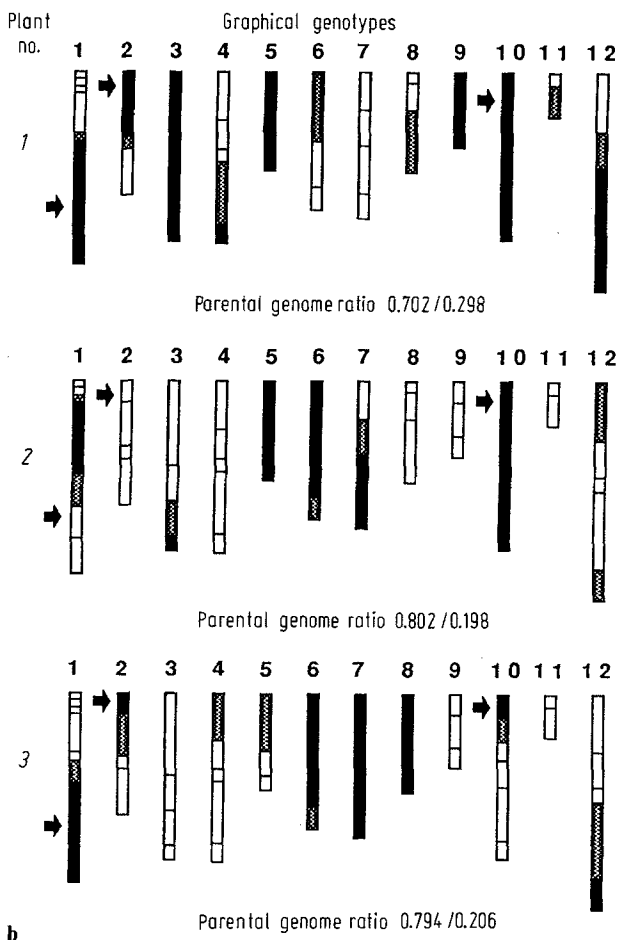 Plant no. Graphical genotypes
1 2 3 4 5 6 7 8 9 10 11 12
1
Parental genome ratio 0.702/0.298
1 2 3 4 5 6 7 8 9 10 11 12
2
Parental genome ratio 0.802/0.198
1 2 3 4 5 6 7 8 9 10 11 12
3
Parental genome ratio 0.794/0.206
b